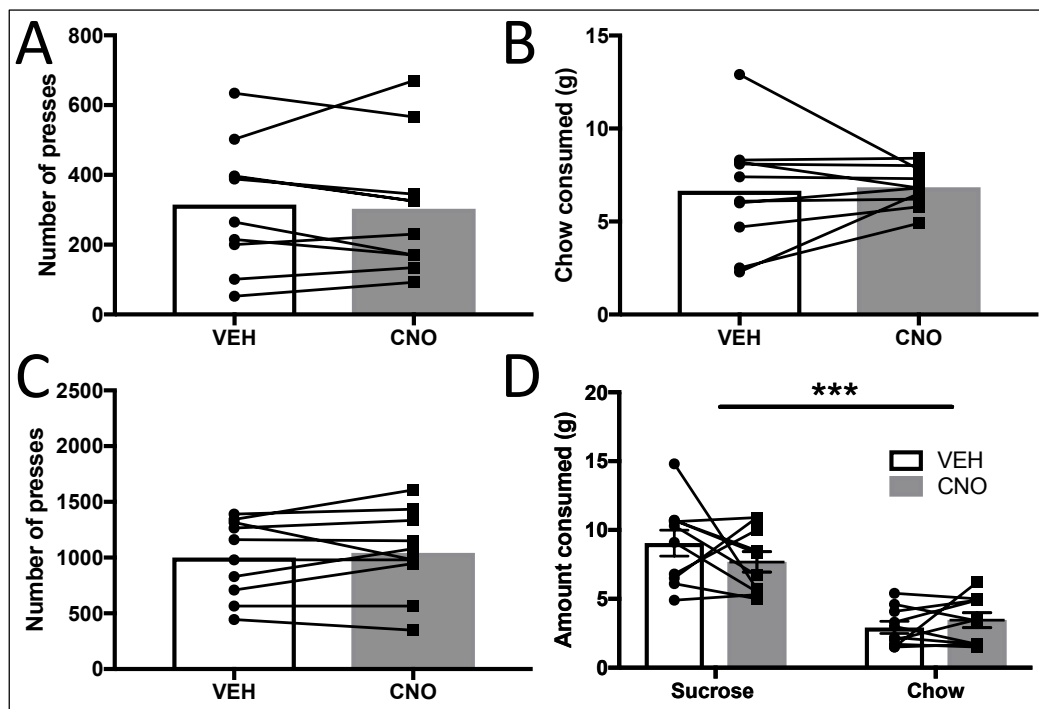 A
Number of presses
800
600
400
200
0
VEH CNO
B
Chow consumed (g)
15
10
5
0
VEH CNO
C
Number of presses
2500
2000
1500
1000
500
0
VEH CNO
D
Amount consumed (g)
20
15
10
5
0
***
VEH
CNO
Sucrose Chow